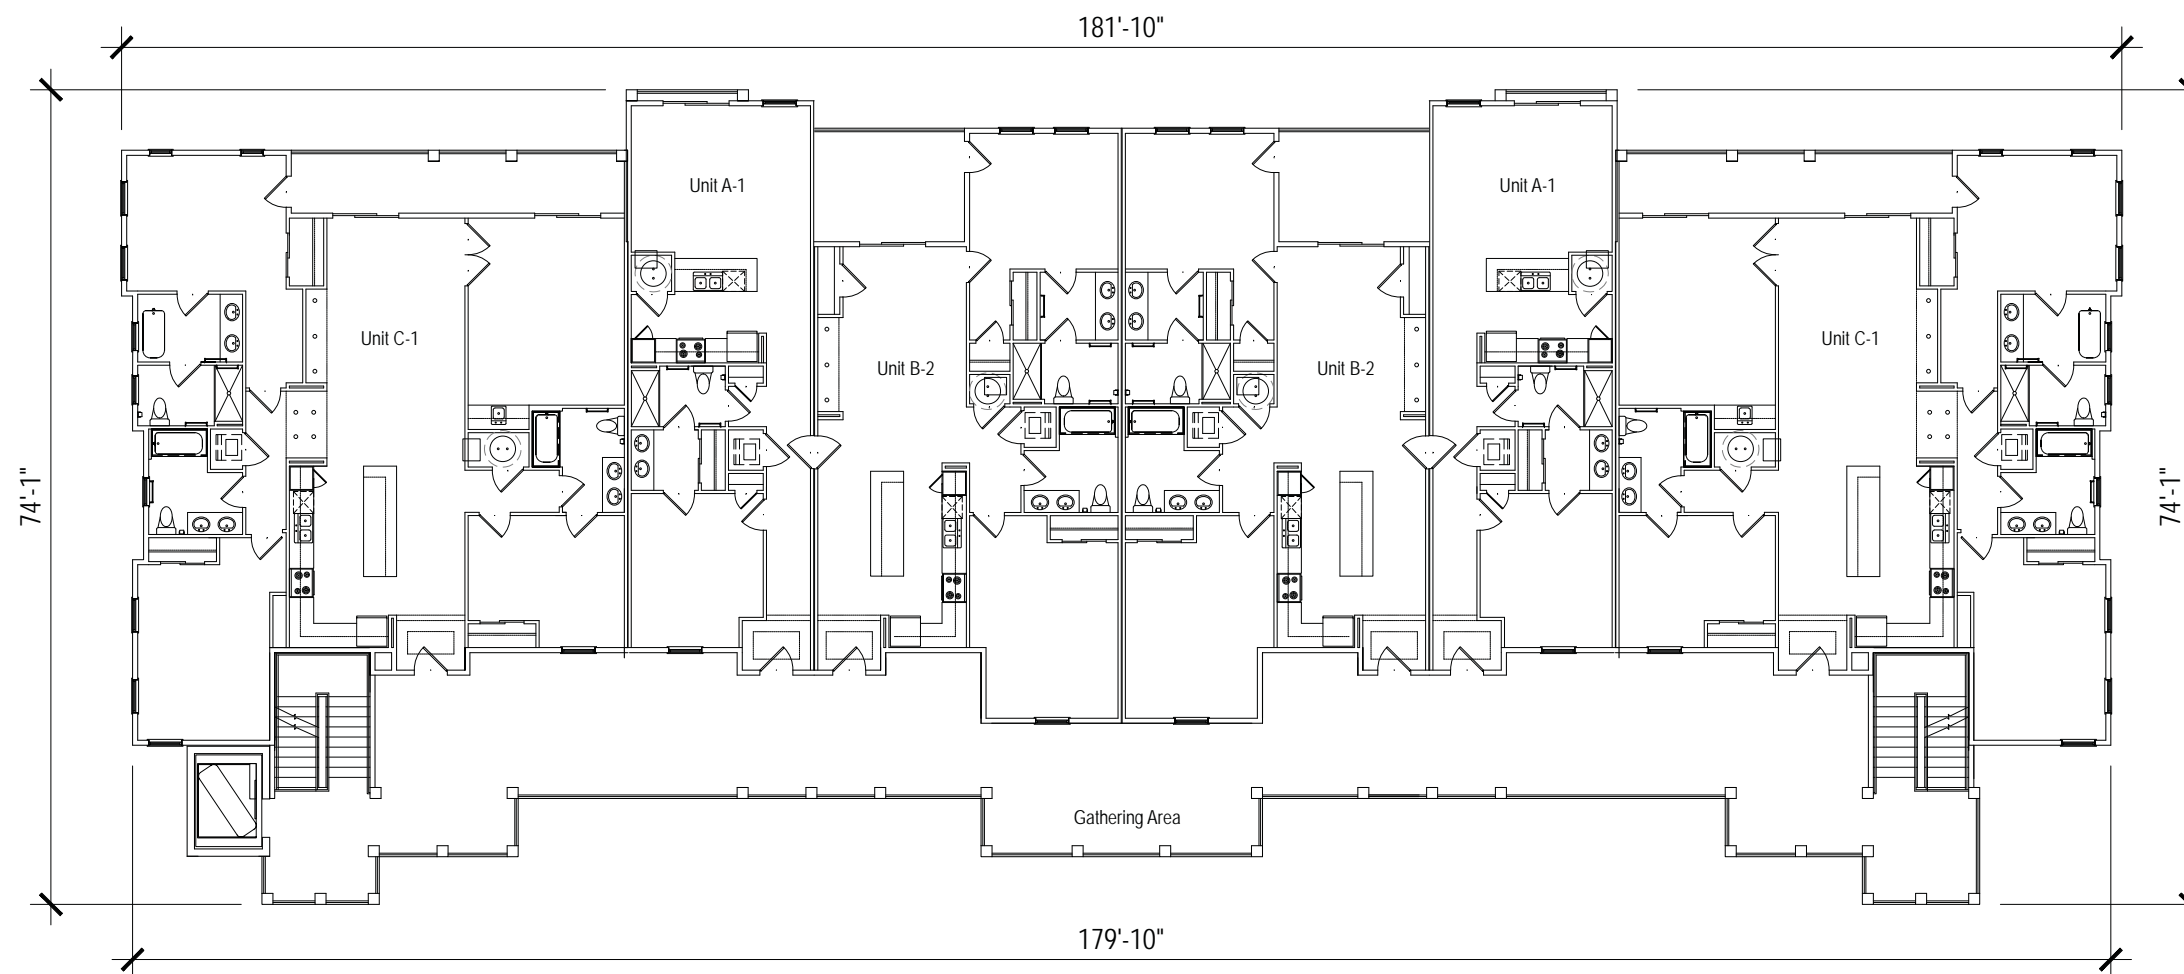 181'-10"
Unit A-1
Unit A-1
Unit C-1
Unit C-1
Unit B-2
Unit B-2
74'-1"
74'-1"
Gathering Area
179'-10"